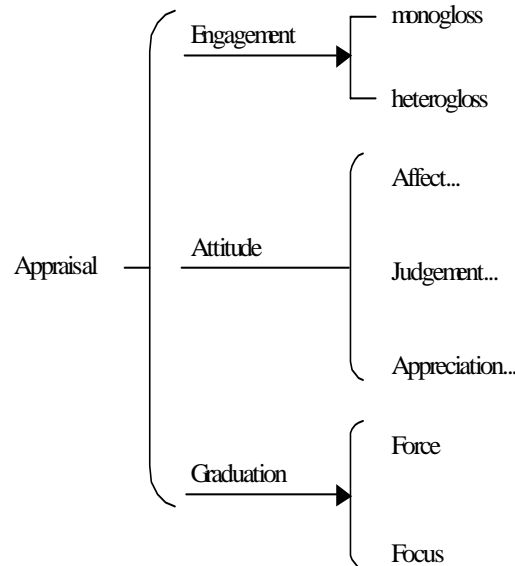 Engagement
monogloss
heterogloss
Appraisal
Attitude
Affect...
Judgement...
Appreciation...
Graduation
Force
Focus